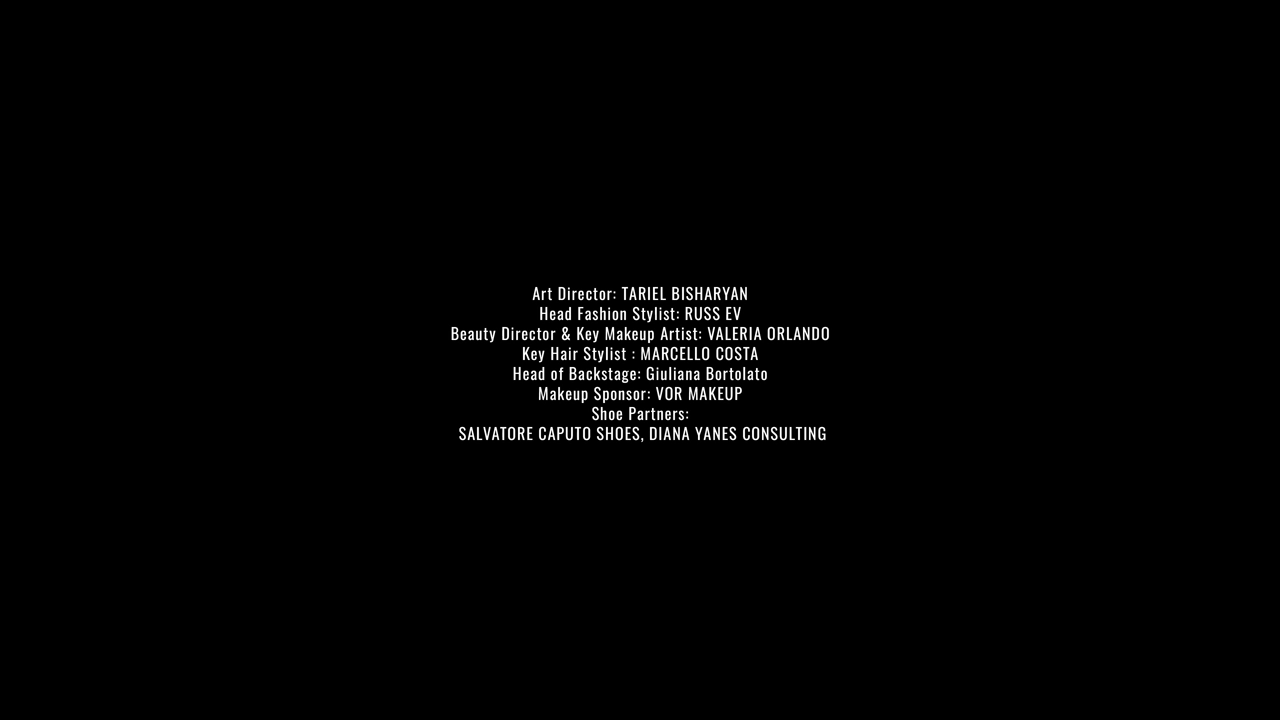 Art Director: TARIEL BISHARYAN
Head Fashion Stylist: RUSS EV
Beauty Director & Key Makeup Artist: VALERIA ORLANDO
Key Hair Stylist : MARCELLO COSTA
Head of Backstage: Giuliana Bortolato
Makeup Sponsor: VOR MAKEUP
Shoe Partners:
SALVATORE CAPUTO SHOES, DIANA YANES CONSULTING